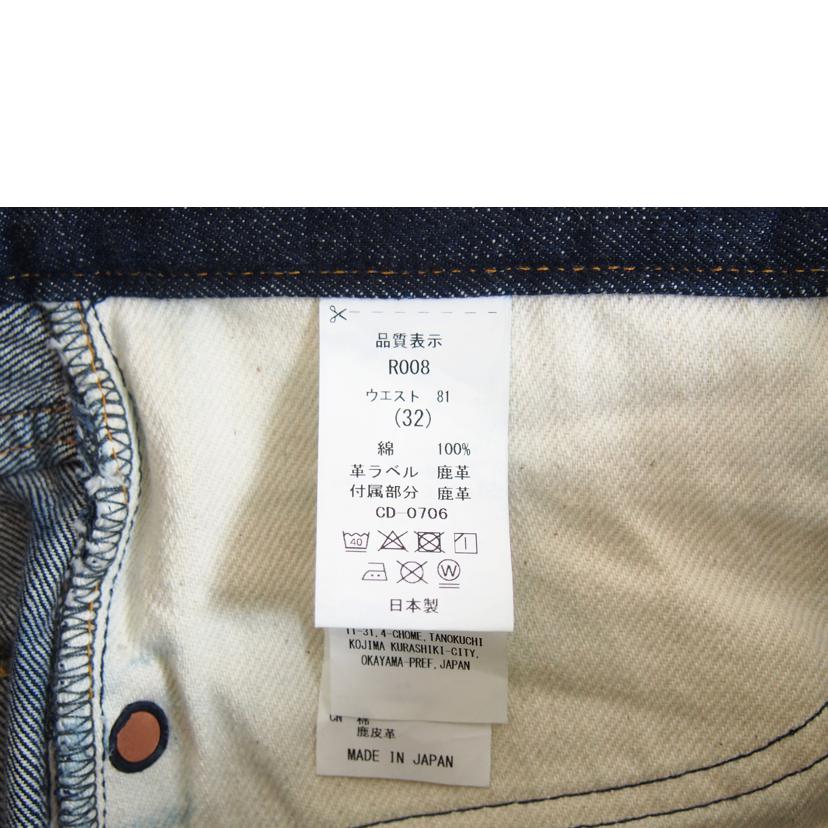 品質表示
R008
ウエスト 81
(32)
綿 100%
革ラベル 鹿革
付属部分 鹿革
CD-0706
40
W
日本製
11-31,4-CHOME,TANOKUCHI
KOJIMA KURASHIKI-CITY,
OKAYAMA-PREF,JAPAN
CN 棉
鹿皮革
MADE IN JAPAN